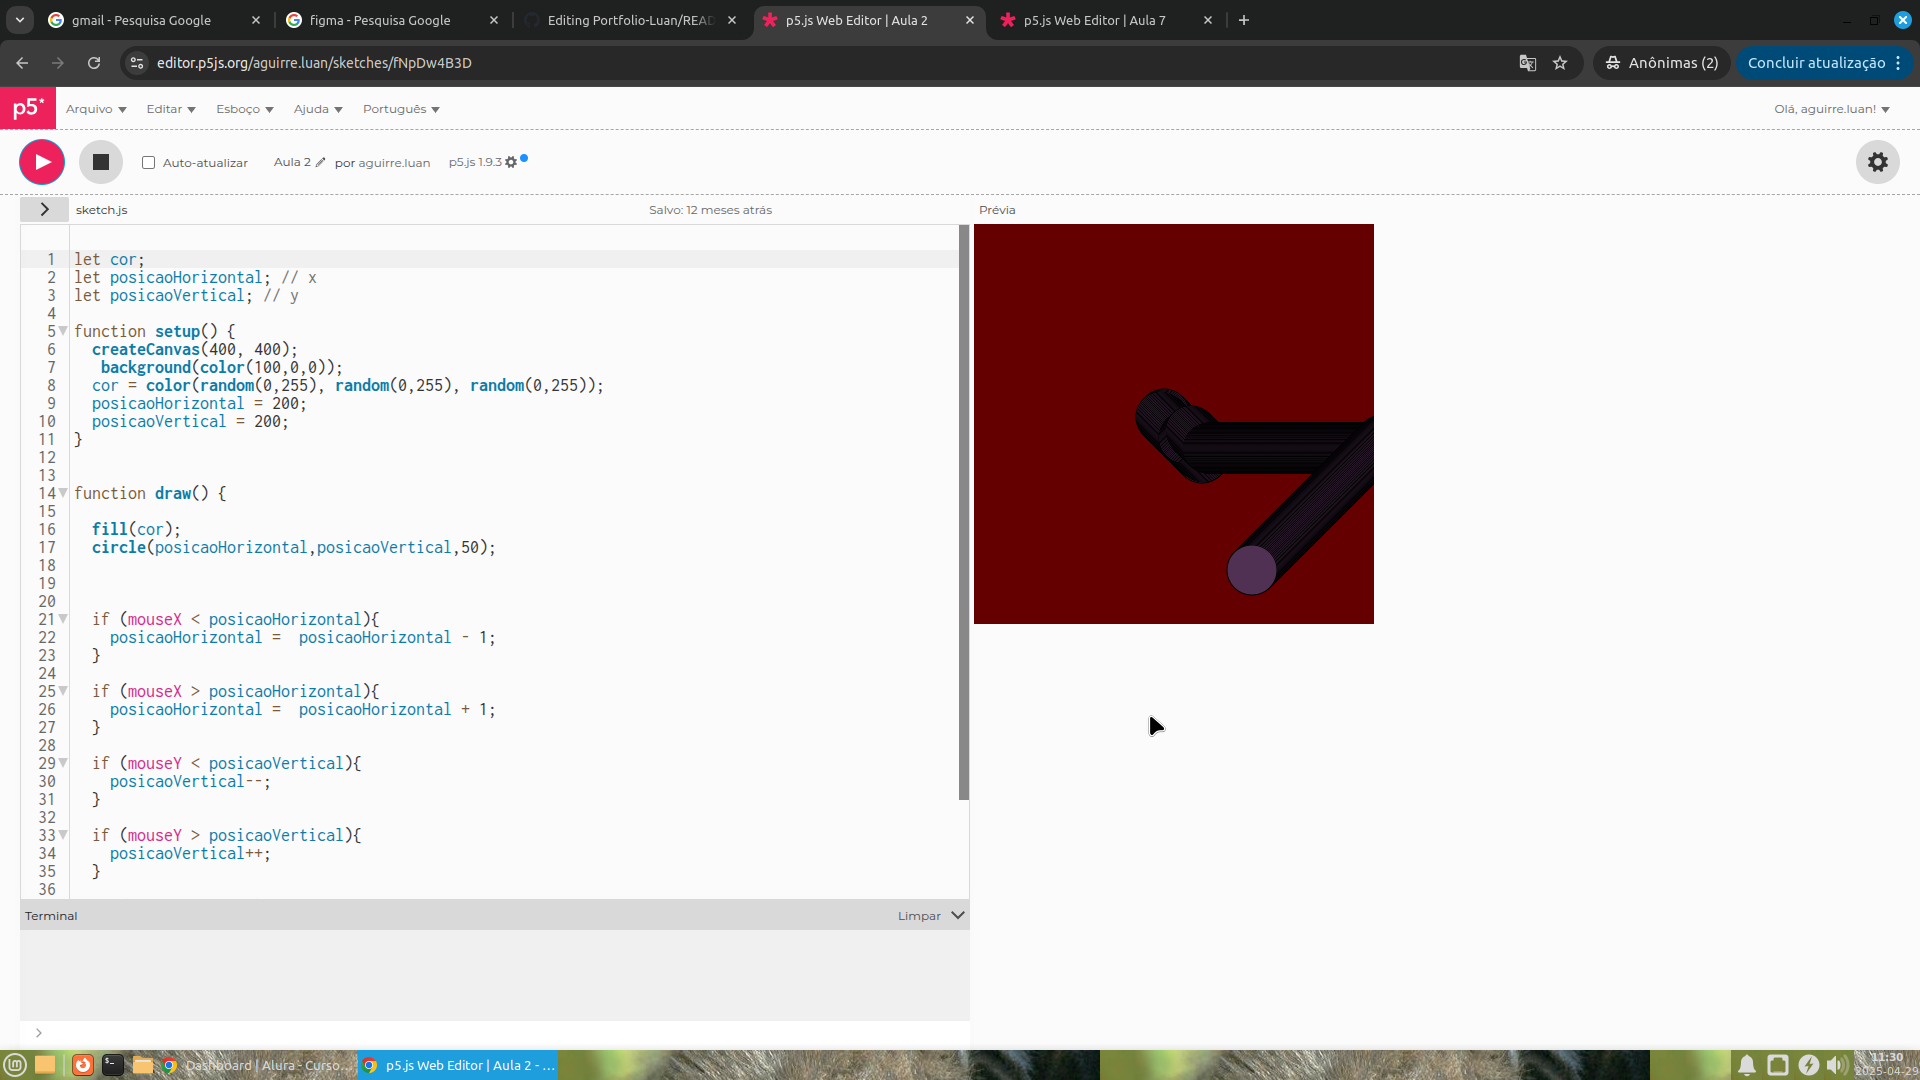 gmail - Pesquisa Google
figma - Pesquisa Google
Editing Portfolio-Luan/READ
p5.js Web Editor | Aula 2
p5.js Web Editor | Aula 7
editor.p5js.org/aguirre.luan/sketches/fNpDw4B3D
Anônimas (2)
Concluir atualização
p5*
Arquivo
Editar
Esboço
Ajuda
Português
Olá, aguirre.luan!
Auto-atualizar
Aula 2
por aguirre.luan
p5.js 1.9.3
sketch.js
Salvo: 12 meses atrás
Prévia
1 let cor;
2 let posicaoHorizontal; // x
3 let posicaoVertical; // y
4
5 function setup() {
6 createCanvas(400, 400);
7 background(color(100,0,0));
8 cor = color(random(0,255), random(0,255), random(0,255));
9 posicaoHorizontal = 200;
10 posicaoVertical = 200;
11 }
12
13
14 function draw() {
15
16 fill(cor);
17 circle(posicaoHorizontal,posicaoVertical,50);
18
19
20
21 if (mouseX < posicaoHorizontal){
22 posicaoHorizontal =  posicaoHorizontal - 1;
23 }
24
25 if (mouseX > posicaoHorizontal){
26 posicaoHorizontal =  posicaoHorizontal + 1;
27 }
28
29 if (mouseY < posicaoVertical){
30 posicaoVertical--;
31 }
32
33 if (mouseY > posicaoVertical){
34 posicaoVertical++;
35 }
36
Terminal
Limpar
>
Dashboard | Alura - Curso...
p5.js Web Editor | Aula 2 - ...
11:30
2025-04-29